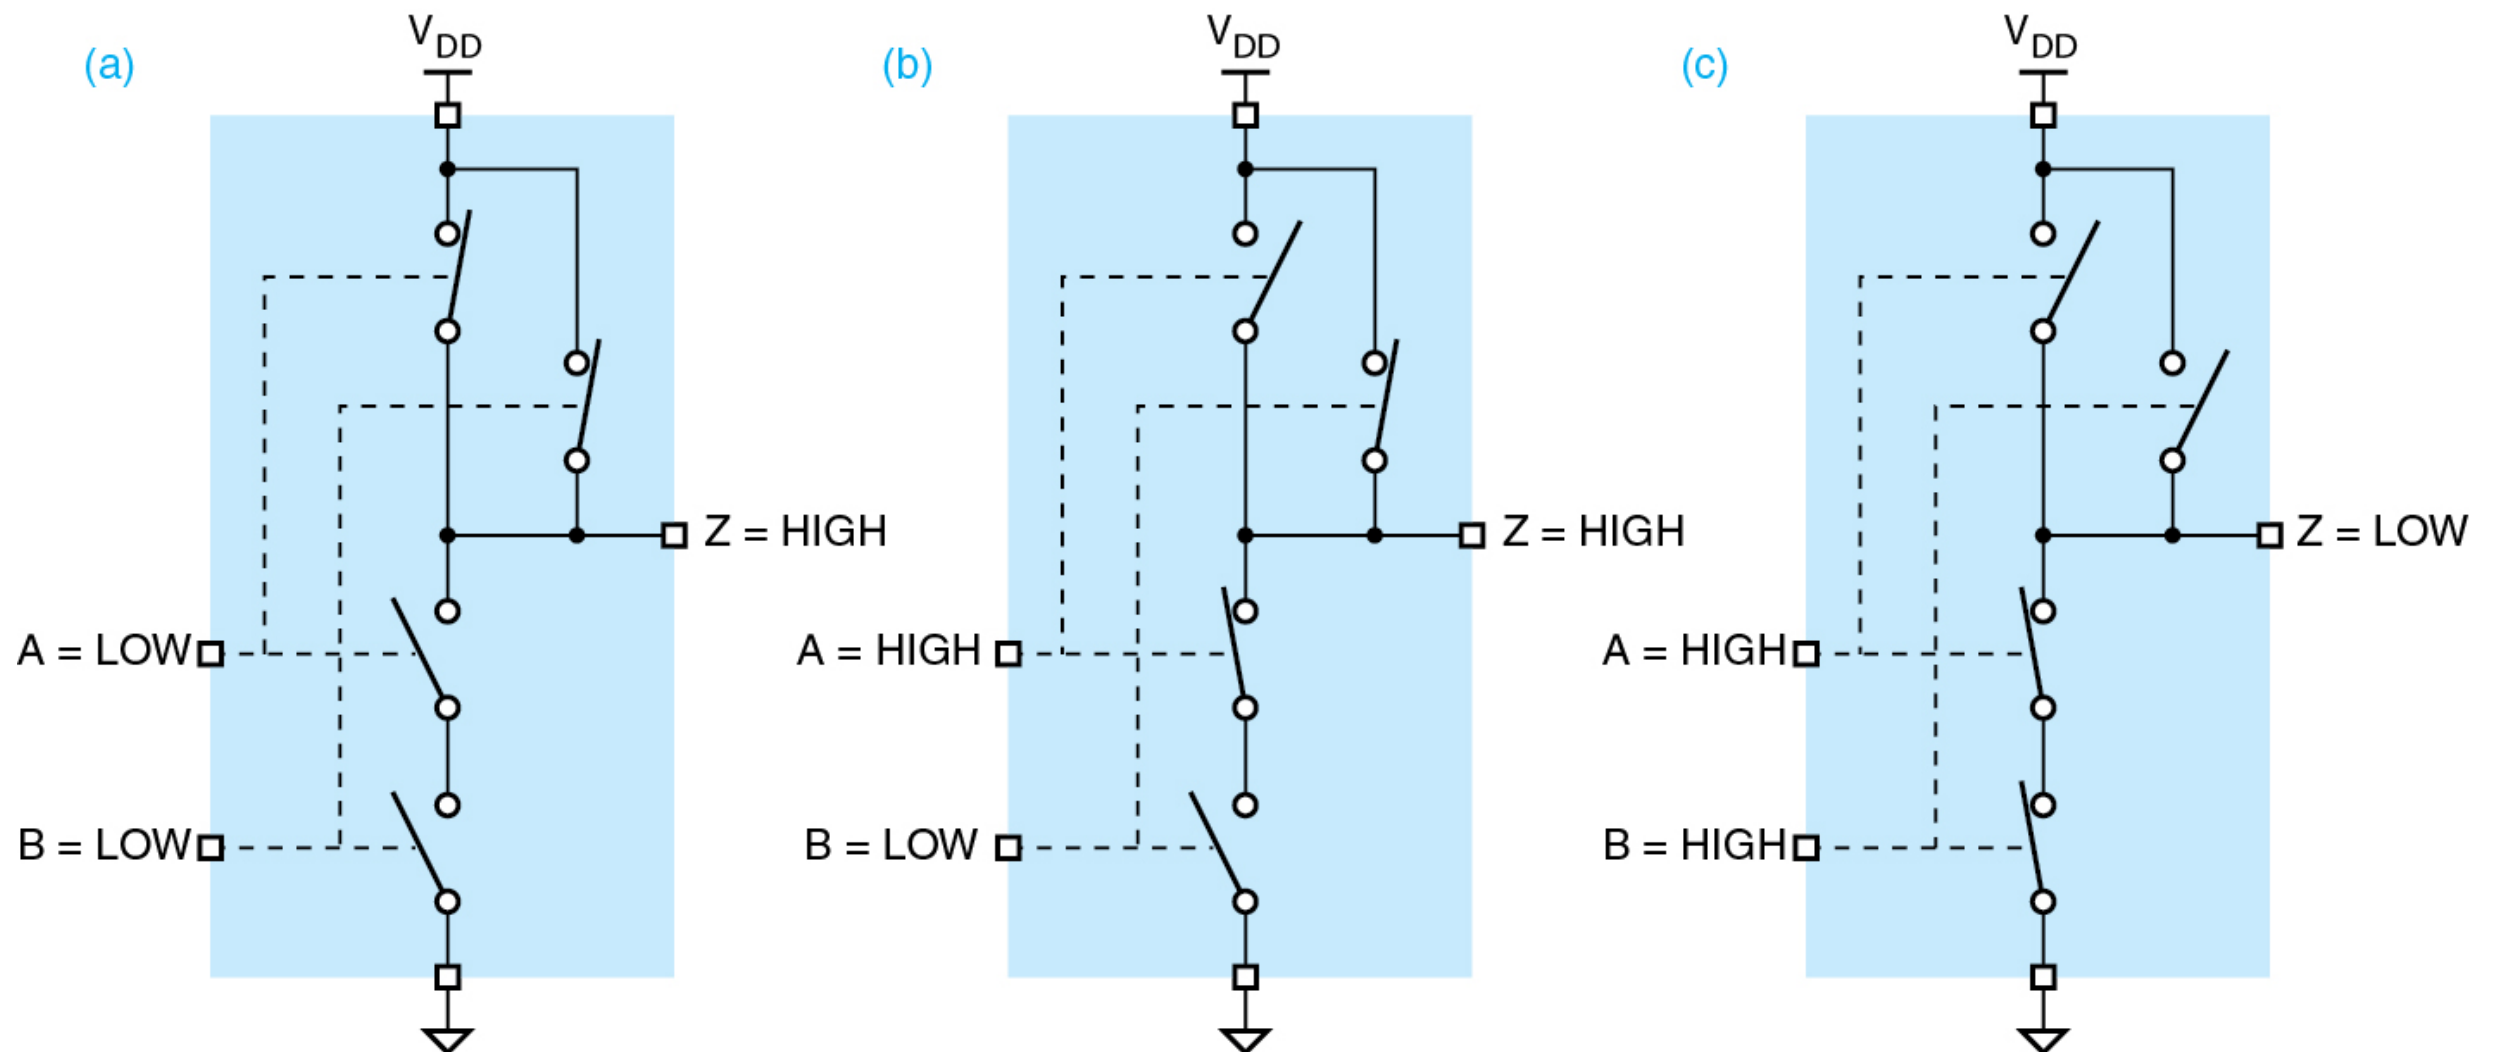 (a)
VDD
Z = HIGH
A = LOW
B = LOW
(b)
VDD
Z = HIGH
A = HIGH
B = LOW
(c)
VDD
Z = LOW
A = HIGH
B = HIGH